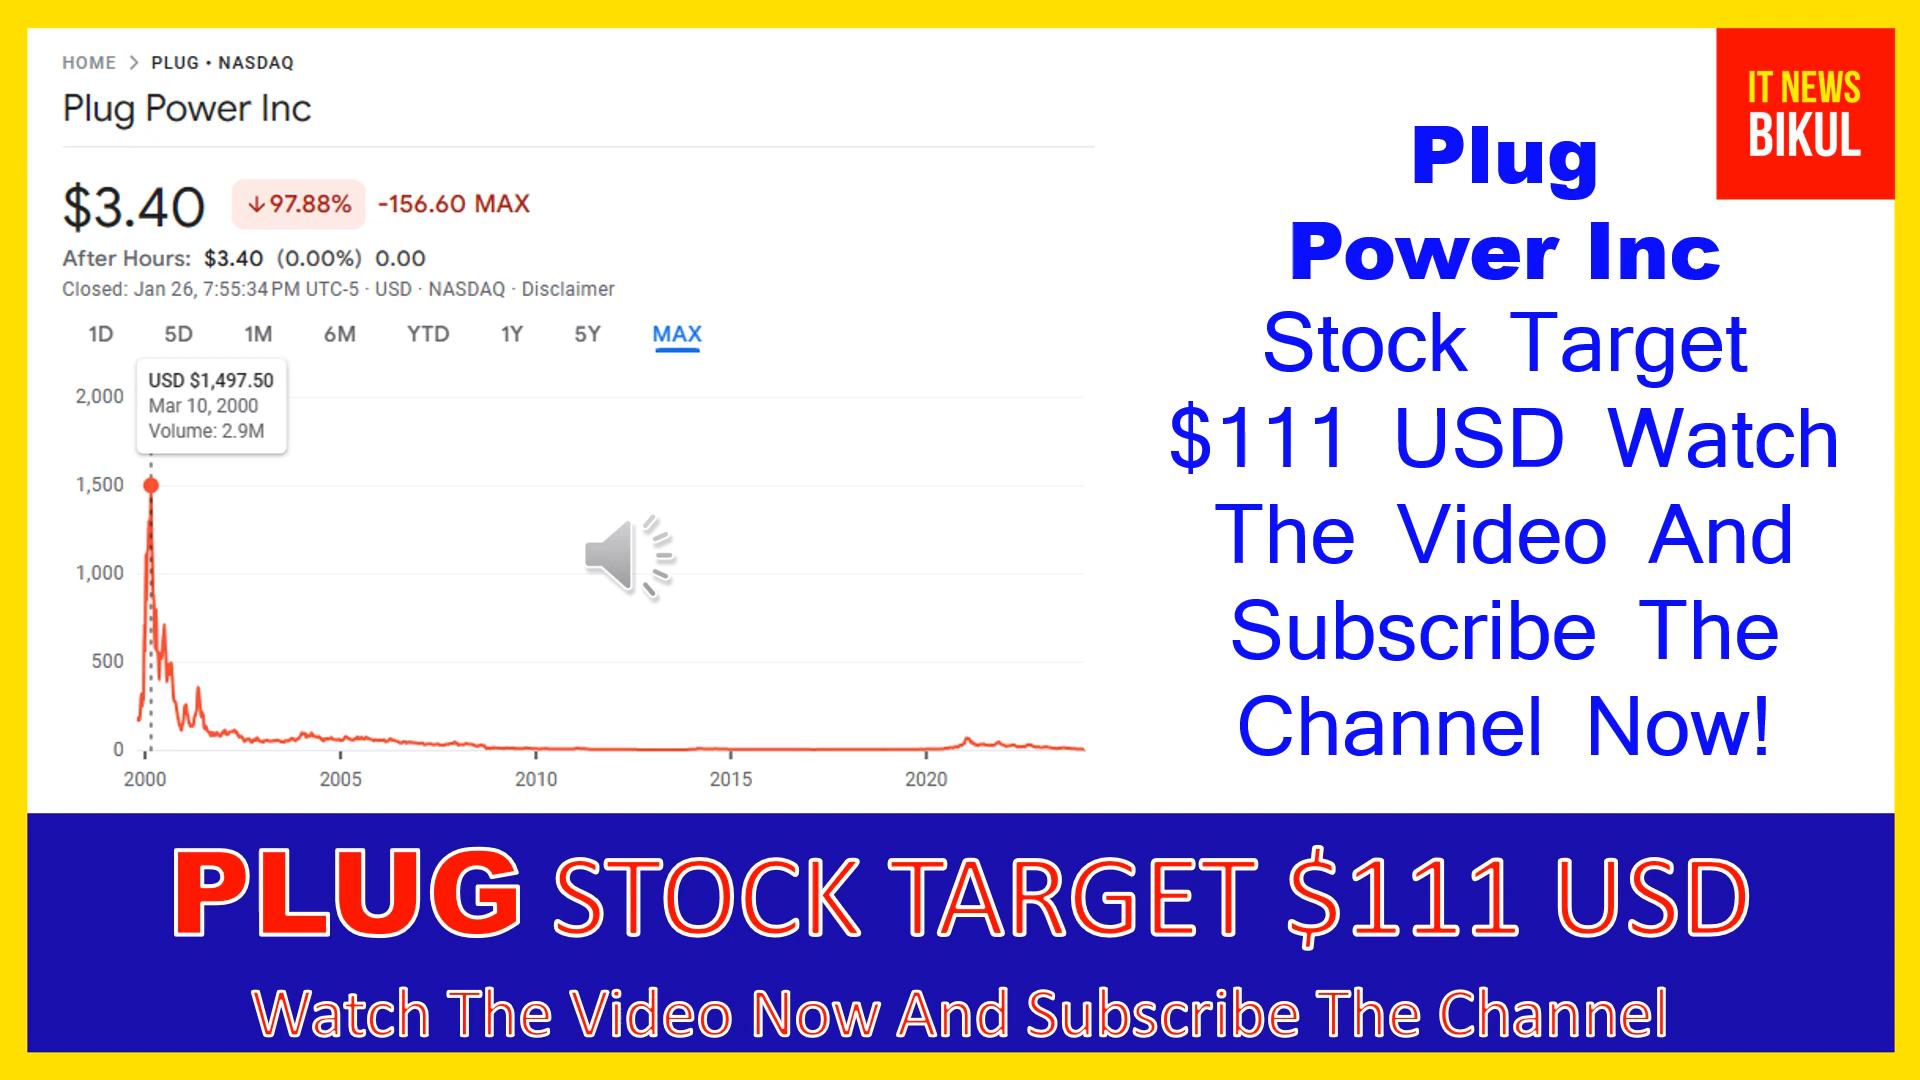 HOME > PLUG • NASDAQ
Plug Power Inc
$3.40 ↓97.88% -156.60 MAX
After Hours: $3.40 (0.00%) 0.00
Closed: Jan 26, 7:55:34 PM UTC-5 · USD · NASDAQ · Disclaimer
1D 5D 1M 6M YTD 1Y 5Y MAX
USD $1,497.50
Mar 10, 2000
Volume: 2.9M
2,000
1,500
1,000
500
0
2000 2005 2010 2015 2020
IT NEWS
BIKUL
Plug
Power Inc
Stock Target
$111 USD Watch
The Video And
Subscribe The
Channel Now!
PLUG STOCK TARGET $111 USD
Watch The Video Now And Subscribe The Channel